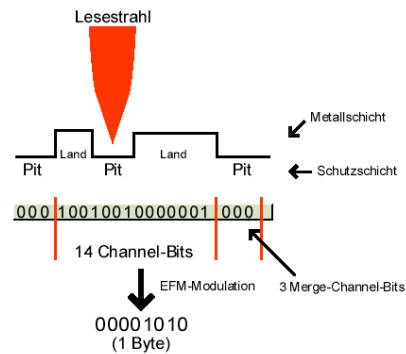 Lesestrahl
Metallschicht
Land
Land
Pit
Pit
Pit
Schutzschicht
000 10010010000001 000
14 Channel-Bits
3 Merge-Channel-Bits
EFM-Modulation
00001010
(1 Byte)